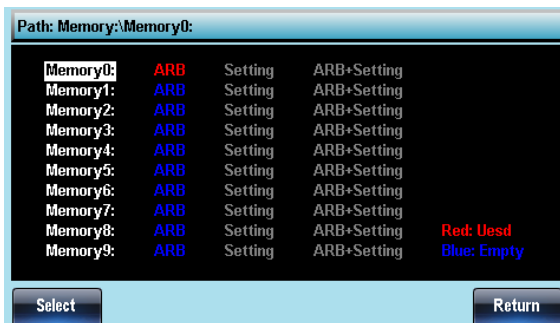 Path: Memory:\Memory0:
Memory0: ARB Setting ARB+Setting
Memory1: ARB Setting ARB+Setting
Memory2: ARB Setting ARB+Setting
Memory3: ARB Setting ARB+Setting
Memory4: ARB Setting ARB+Setting
Memory5: ARB Setting ARB+Setting
Memory6: ARB Setting ARB+Setting
Memory7: ARB Setting ARB+Setting
Memory8: ARB Setting ARB+Setting Red: Uesd
Memory9: ARB Setting ARB+Setting Blue: Empty
Select Return